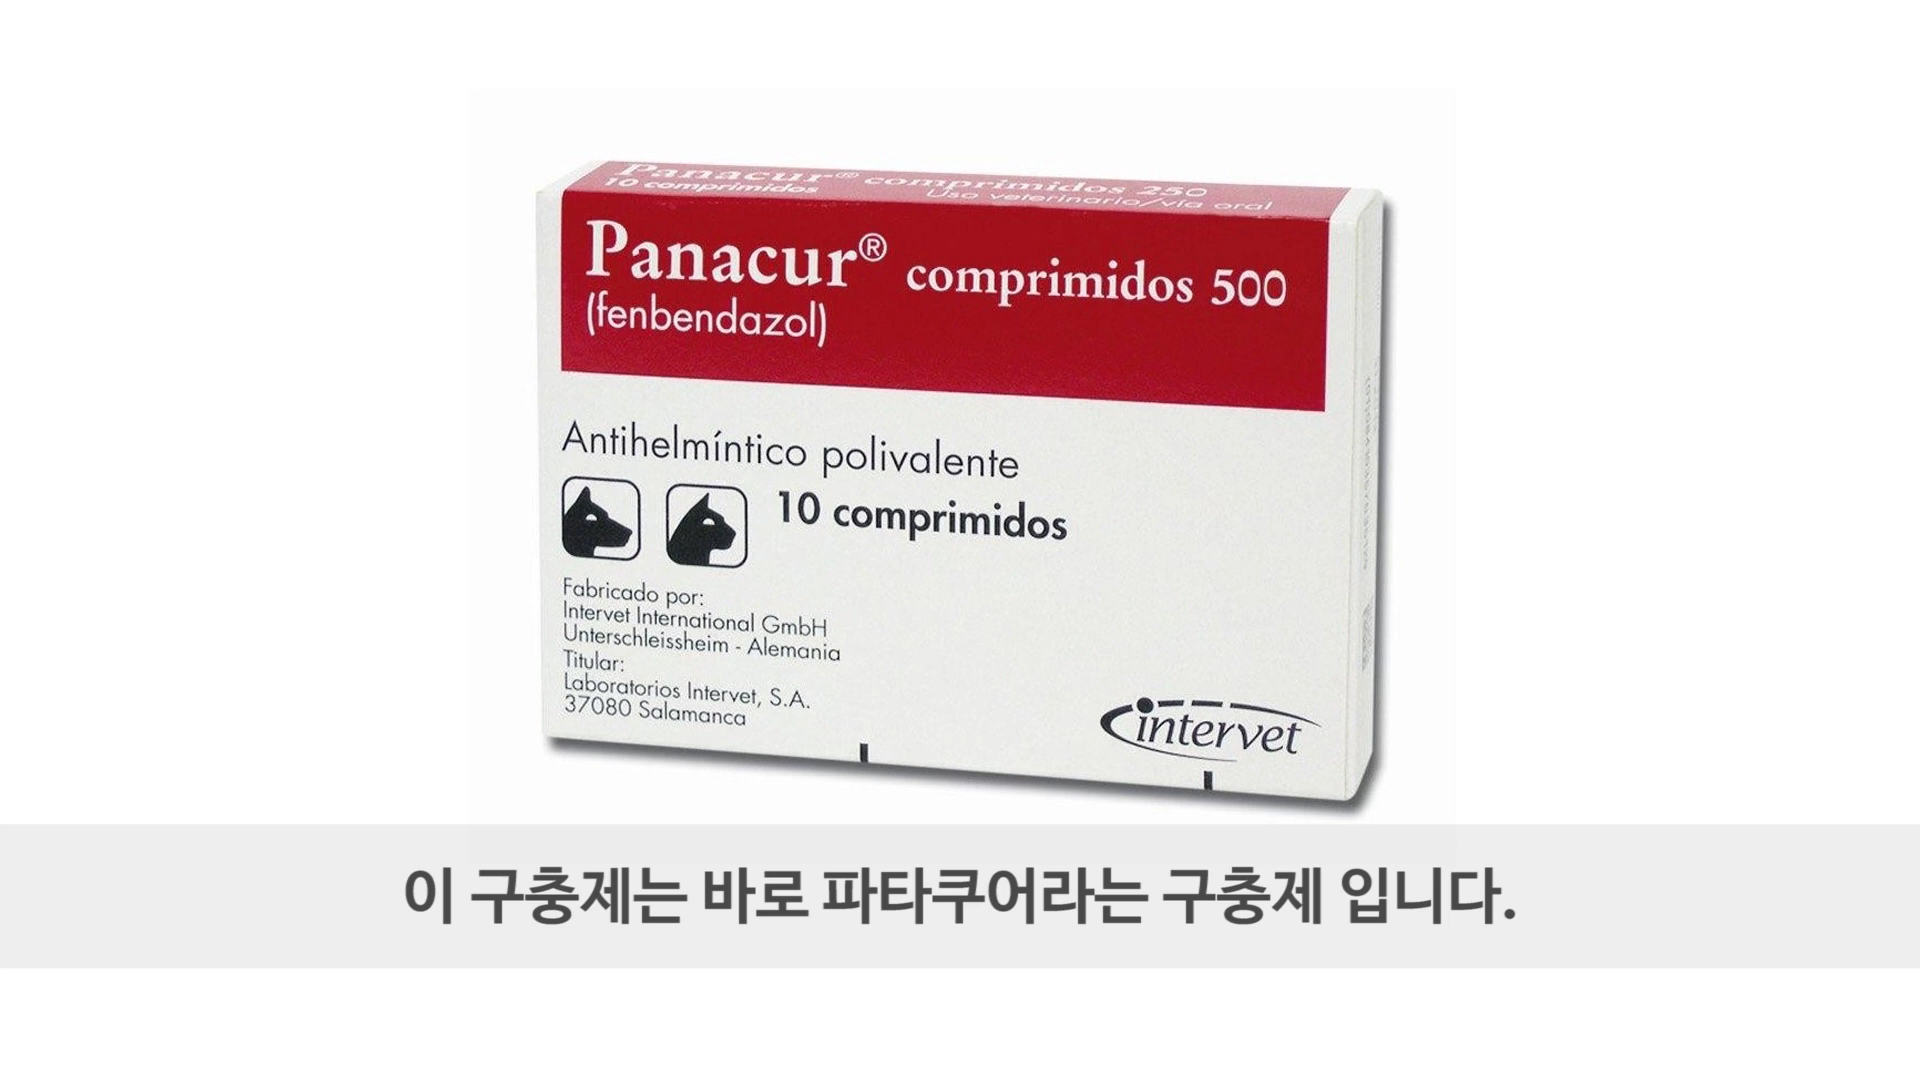 Panacur® comprimidos 250
10 comprimidos
Uso veterinario/vía oral
Panacur® comprimidos 500
(fenbendazol)
Antihelmíntico polivalente
10 comprimidos
Fabricado por:
Intervet International GmbH
Unterschleissheim - Alemania
Titular:
Laboratorios Intervet, S.A.
37080 Salamanca
intervet
이 구충제는 바로 파타쿠어라는 구충제 입니다.